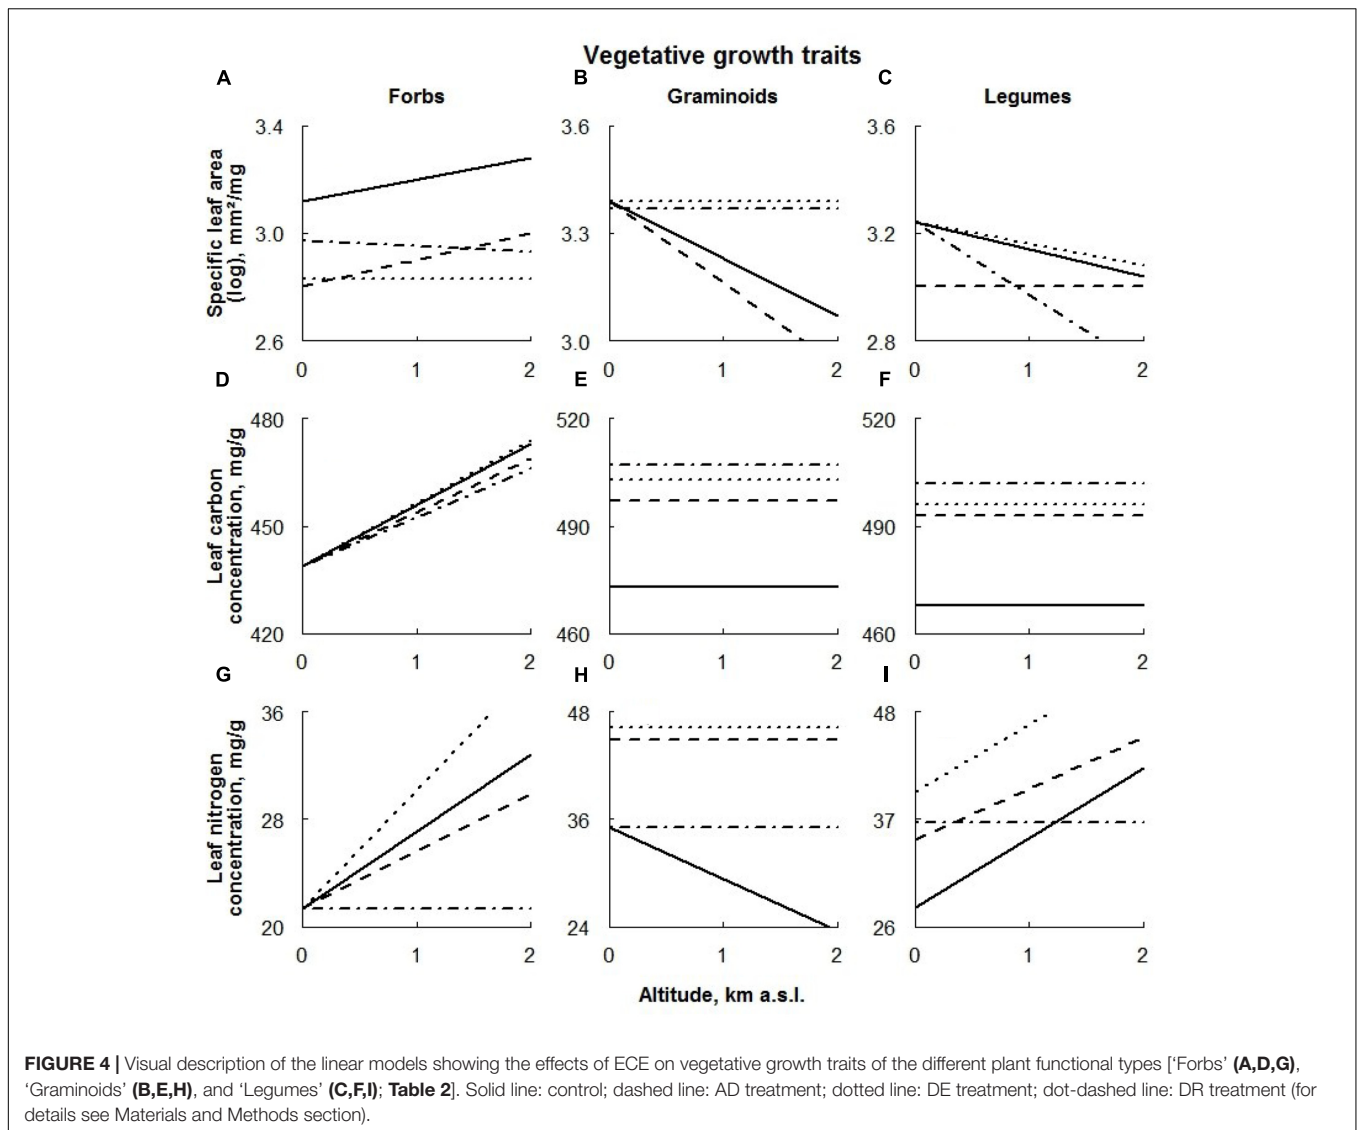 Vegetative growth traits
A B C
Forbs Graminoids Legumes
Specific leaf area
(log), mm²/mg
3.4 3.6 3.6
3.0 3.3 3.2
2.6 3.0 2.8
0 1 2 0 1 2 0 1 2
D E F
Leaf carbon
concentration, mg/g
480 520 520
450 490 490
420 460 460
0 1 2 0 1 2 0 1 2
G H I
Leaf nitrogen
concentration, mg/g
36 48 48
28 36 37
20 24 26
0 1 2 0 1 2 0 1 2
Altitude, km a.s.l.
FIGURE 4 | Visual description of the linear models showing the effects of ECE on vegetative growth traits of the different plant functional types [‘Forbs’ (A,D,G),
‘Graminoids’ (B,E,H), and ‘Legumes’ (C,F,I); Table 2]. Solid line: control; dashed line: AD treatment; dotted line: DE treatment; dot-dashed line: DR treatment (for
details see Materials and Methods section).